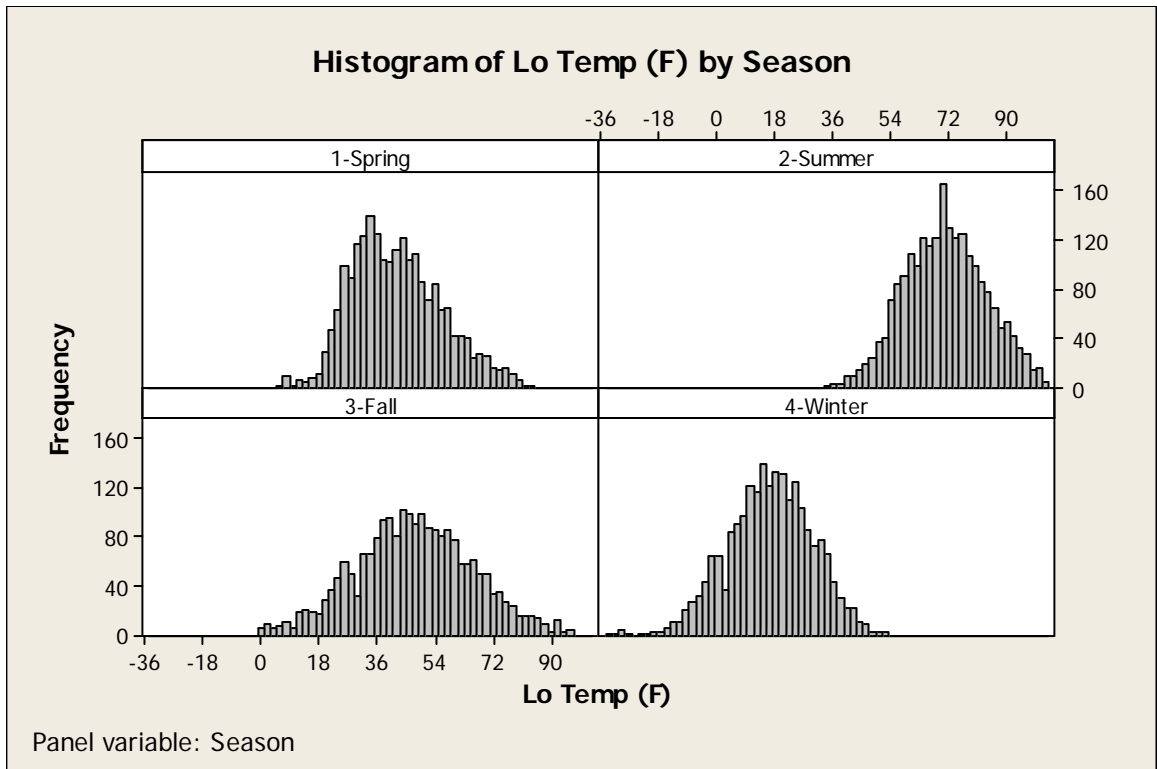 Histogram of Lo Temp (F) by Season
-36 -18 0 18 36 54 72 90
1-Spring 2-Summer
160
120
80
40
0
Frequency
3-Fall 4-Winter
160
120
80
40
0
-36 -18 0 18 36 54 72 90
Lo Temp (F)
Panel variable: Season